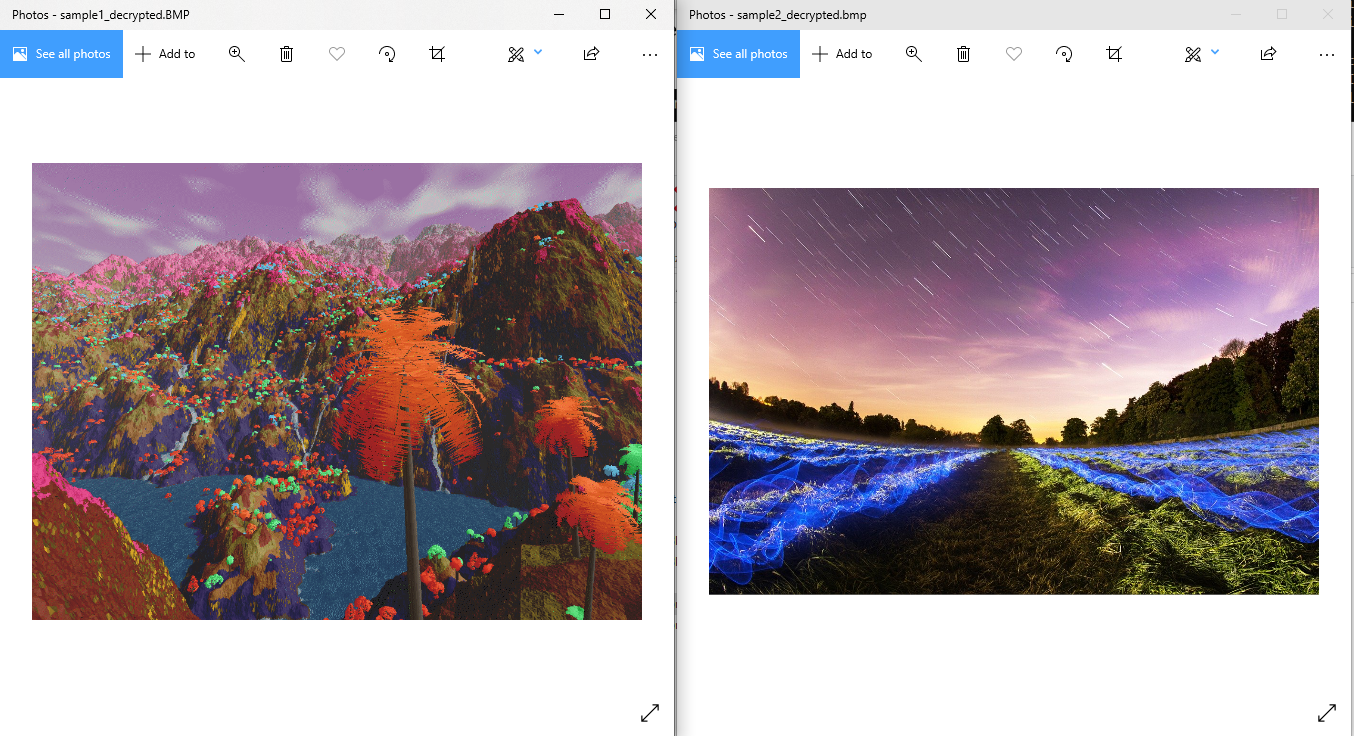 Photos - sample1_decrypted.BMP
See all photos
Add to
Photos - sample2_decrypted.bmp
See all photos
Add to